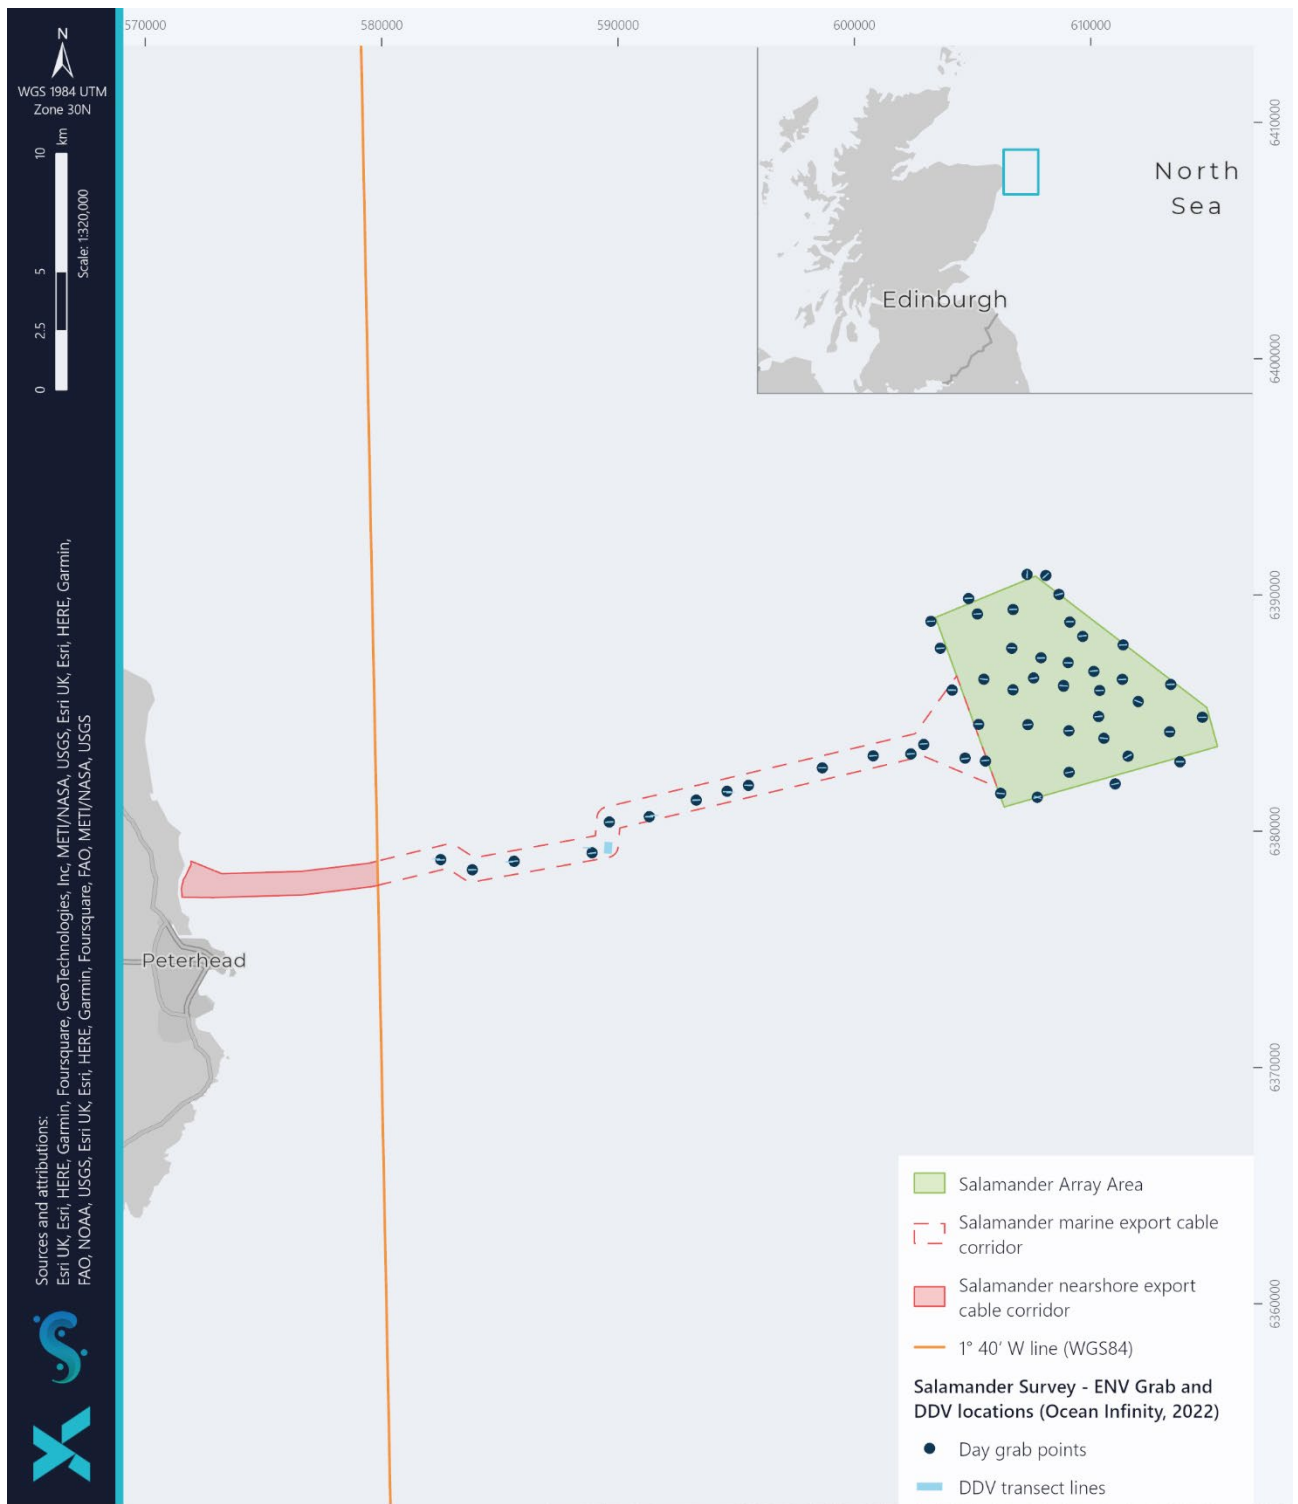 570000
580000
590000
600000
610000
N
WGS 1984 UTM
Zone 30N
km
10
5
2.5
0
Scale: 1:320,000
Sources and attributions:
Esri UK, Esri, HERE, Garmin, Foursquare, GeoTechnologies, Inc, METI/NASA, USGS, Esri UK, Esri, HERE, Garmin,
FAO, NOAA, USGS, Esri UK, Esri, HERE, Garmin, Foursquare, FAO, METI/NASA, USGS
North
Sea
Edinburgh
6410000
6400000
6390000
6380000
6370000
6360000
Peterhead
Salamander Array Area
Salamander marine export cable
corridor
Salamander nearshore export
cable corridor
1° 40′ W line (WGS84)
Salamander Survey - ENV Grab and
DDV locations (Ocean Infinity, 2022)
Day grab points
DDV transect lines